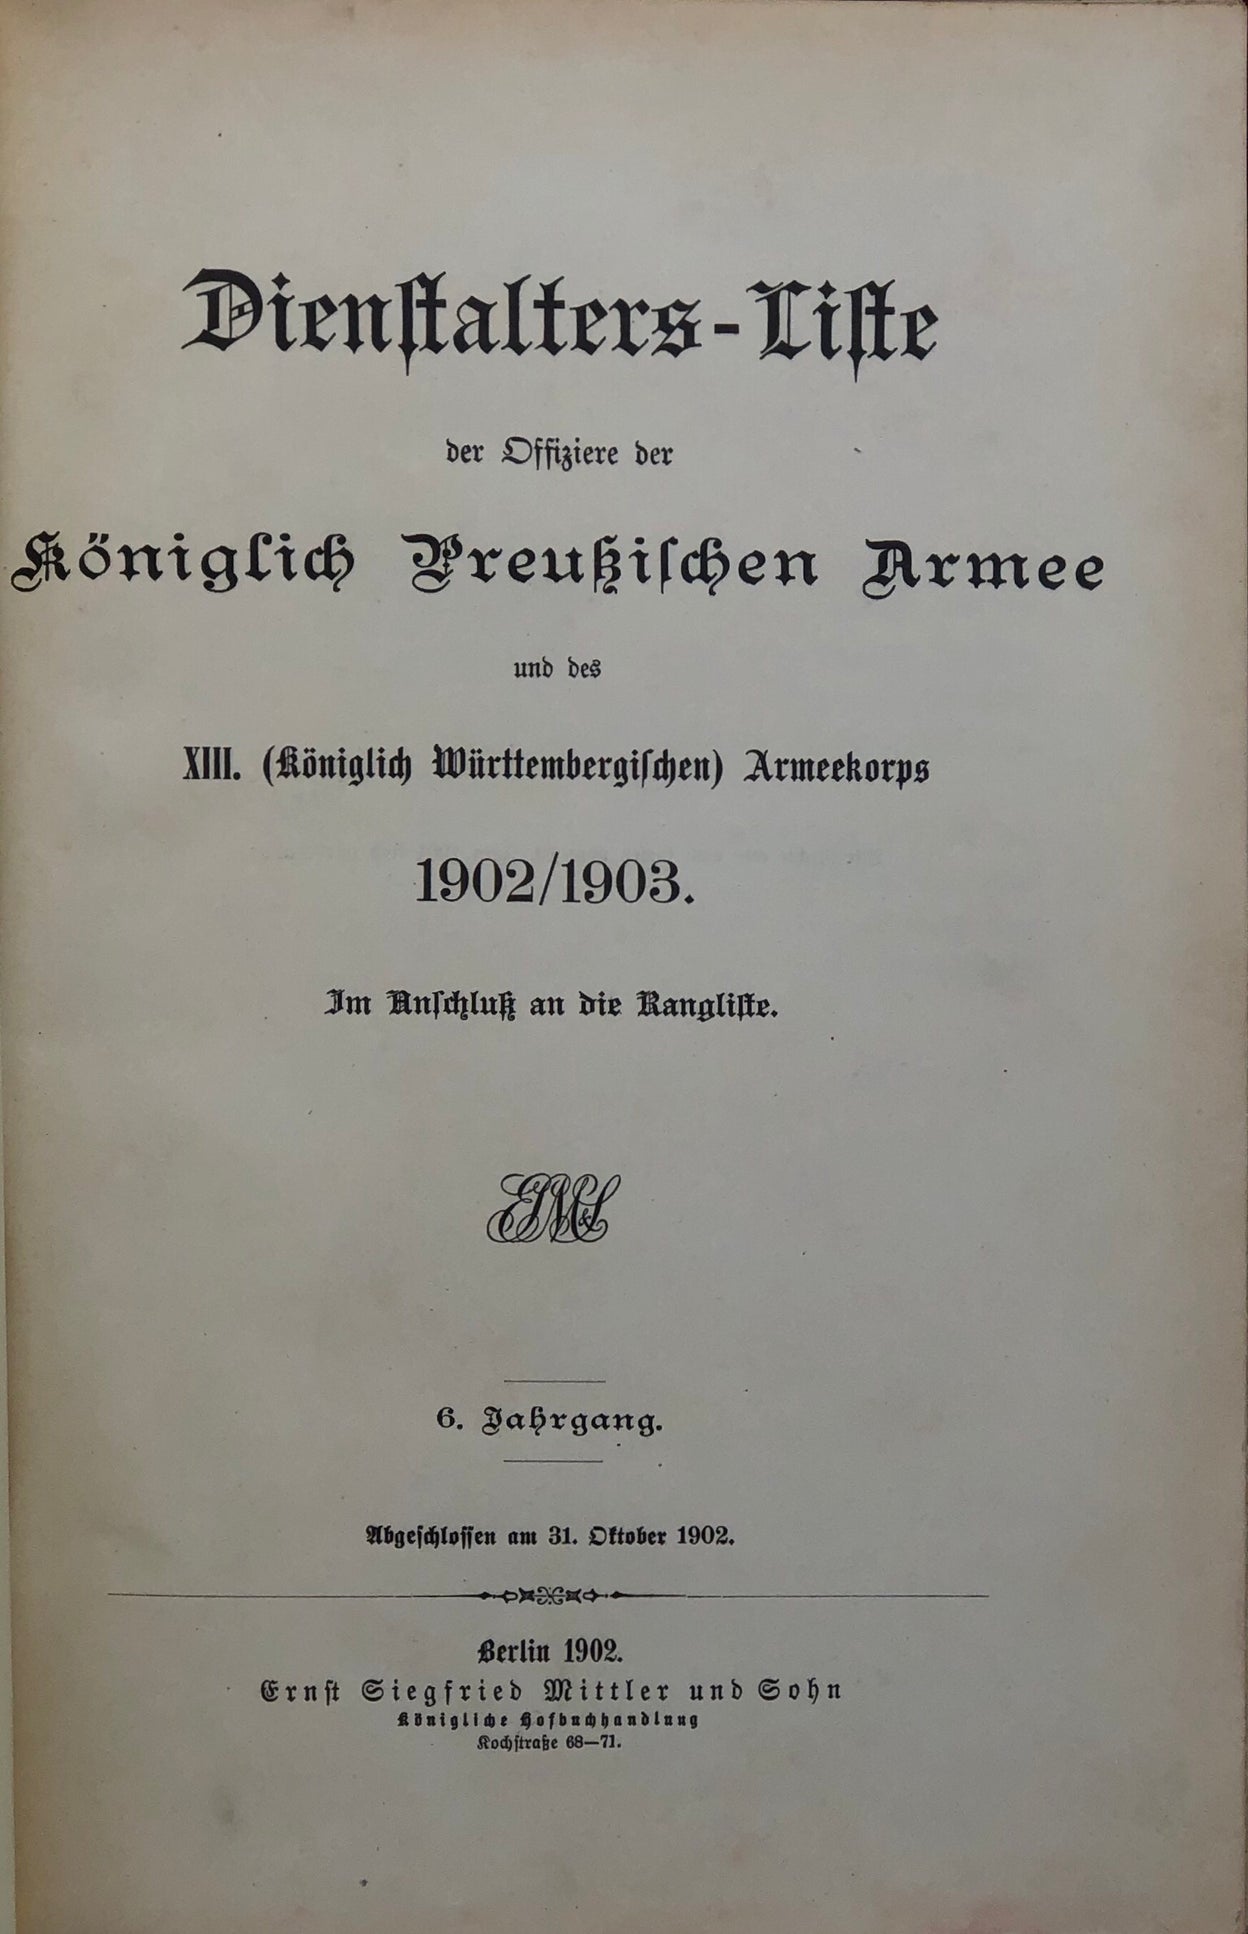 Dienstalters-Liste
der Offiziere der
Königlich Preußischen Armee
und des
XIII. (Königlich Württembergischen) Armeekorps
1902/1903.
Im Anschluß an die Rangliste.
ESM&S
6. Jahrgang.
Abgeschlossen am 31. Oktober 1902.
Berlin 1902.
Ernst Siegfried Mittler und Sohn
Königliche Hofbuchhandlung
Kochstraße 68—71.